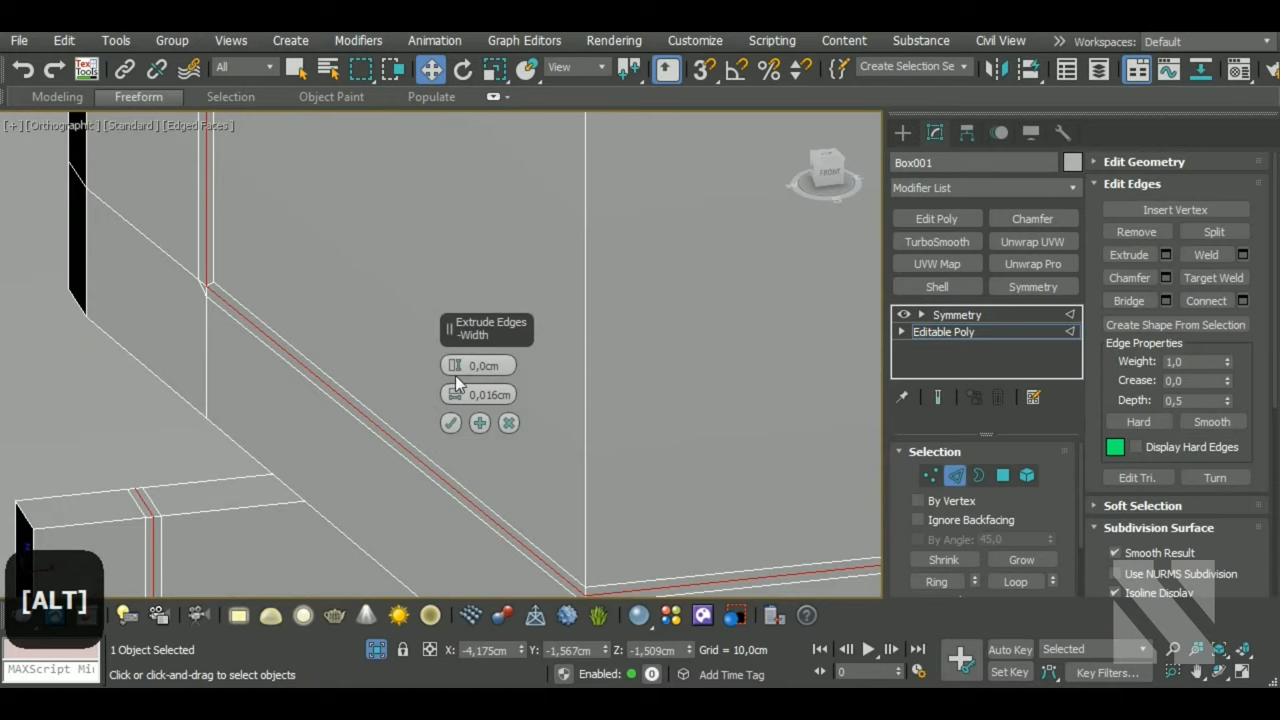 File Edit Tools Group Views Create Modifiers Animation Graph Editors Rendering Customize Scripting Content Substance Civil View Workspaces: Default
Tex Tools All View Create Selection Se
Modeling Freeform Selection Object Paint Populate
[+] [Orthographic] [Standard] [Edged Faces]
FRONT
Box001
Modifier List
Edit Poly Chamfer
TurboSmooth Unwrap UVW
UVW Map Unwrap Pro
Shell Symmetry
Symmetry
Editable Poly
Selection
By Vertex
Ignore Backfacing
By Angle: 45,0
Shrink Grow
Ring Loop
Edit Geometry
Edit Edges
Insert Vertex
Remove Split
Extrude Weld
Chamfer Target Weld
Bridge Connect
Create Shape From Selection
Edge Properties
Weight: 1,0
Crease: 0,0
Depth: 0,5
Hard Smooth
Display Hard Edges
Edit Tri. Turn
Soft Selection
Subdivision Surface
Smooth Result
Use NURMS Subdivision
Isoline Display
Extrude Edges
-Width
0,0cm
0,016cm
[ALT]
MAXScript Mi
1 Object Selected
Click or click-and-drag to select objects
X: -4,175cm Y: -1,567cm Z: -1,509cm Grid = 10,0cm
Enabled: 0 Add Time Tag
0
Auto Key Selected
Set Key Key Filters...